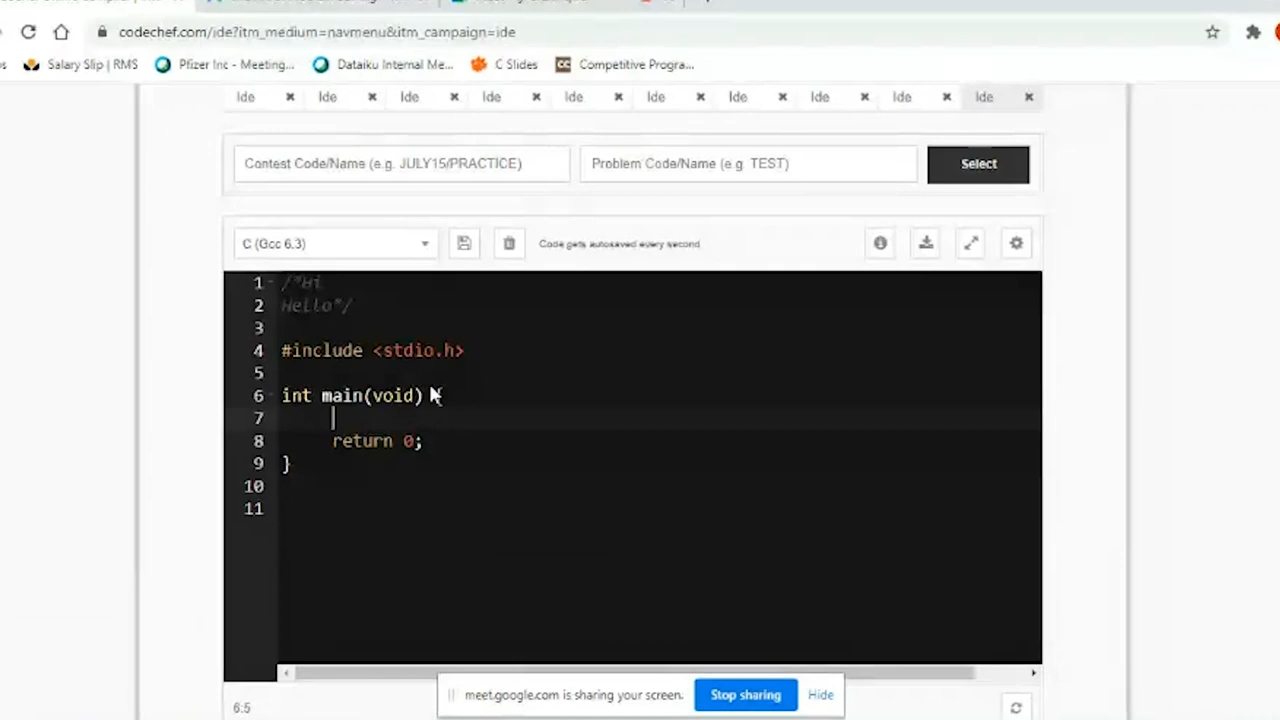 codechef.com/ide?itm_medium=navmenu&itm_campaign=ide
Salary Slip | RMS Pfizer Inc - Meeting... Dataiku Internal Me... C Slides CC Competitive Progra...
Ide Ide Ide Ide Ide Ide Ide Ide Ide Ide
Contest Code/Name (e.g. JULY15/PRACTICE) Problem Code/Name (e.g TEST) Select
C (Gcc 6.3) Code gets autosaved every second
1 /*Hi
2 Hello*/
3
4 #include <stdio.h>
5
6 int main(void)
7
8 return 0;
9 }
10
11
meet.google.com is sharing your screen. Stop sharing Hide
6:5